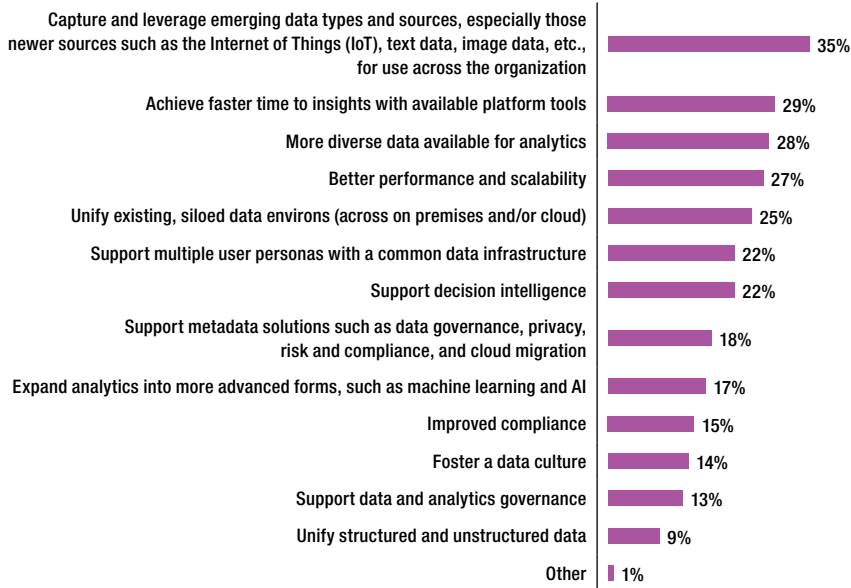 Capture and leverage emerging data types and sources, especially those
newer sources such as the Internet of Things (IoT), text data, image data, etc.,
for use across the organization
35%
Achieve faster time to insights with available platform tools
29%
More diverse data available for analytics
28%
Better performance and scalability
27%
Unify existing, siloed data environs (across on premises and/or cloud)
25%
Support multiple user personas with a common data infrastructure
22%
Support decision intelligence
22%
Support metadata solutions such as data governance, privacy,
risk and compliance, and cloud migration
18%
Expand analytics into more advanced forms, such as machine learning and AI
17%
Improved compliance
15%
Foster a data culture
14%
Support data and analytics governance
13%
Unify structured and unstructured data
9%
Other
1%